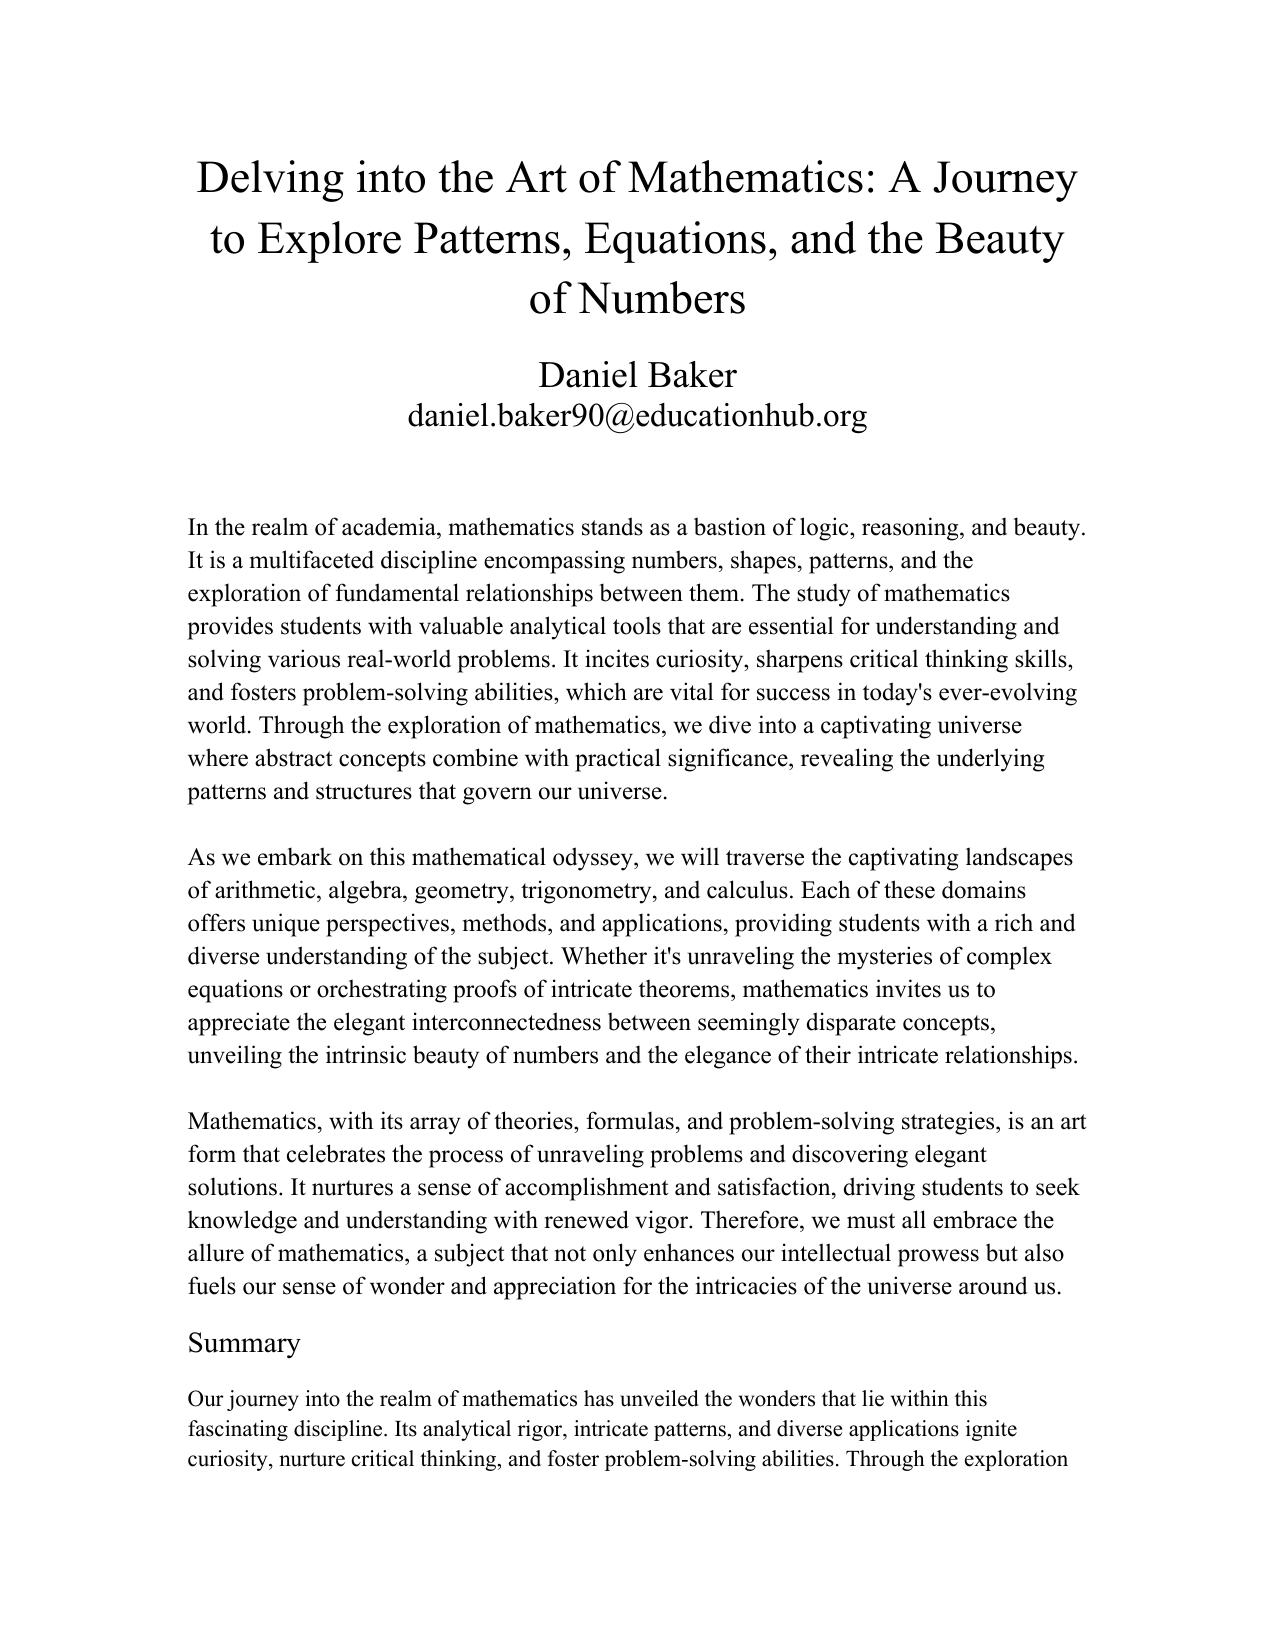 Delving into the Art of Mathematics: A Journey
to Explore Patterns, Equations, and the Beauty
of Numbers
Daniel Baker
daniel.baker90@educationhub.org
In the realm of academia, mathematics stands as a bastion of logic, reasoning, and beauty.
It is a multifaceted discipline encompassing numbers, shapes, patterns, and the
exploration of fundamental relationships between them. The study of mathematics
provides students with valuable analytical tools that are essential for understanding and
solving various real-world problems. It incites curiosity, sharpens critical thinking skills,
and fosters problem-solving abilities, which are vital for success in today's ever-evolving
world. Through the exploration of mathematics, we dive into a captivating universe
where abstract concepts combine with practical significance, revealing the underlying
patterns and structures that govern our universe.
As we embark on this mathematical odyssey, we will traverse the captivating landscapes
of arithmetic, algebra, geometry, trigonometry, and calculus. Each of these domains
offers unique perspectives, methods, and applications, providing students with a rich and
diverse understanding of the subject. Whether it's unraveling the mysteries of complex
equations or orchestrating proofs of intricate theorems, mathematics invites us to
appreciate the elegant interconnectedness between seemingly disparate concepts,
unveiling the intrinsic beauty of numbers and the elegance of their intricate relationships.
Mathematics, with its array of theories, formulas, and problem-solving strategies, is an art
form that celebrates the process of unraveling problems and discovering elegant
solutions. It nurtures a sense of accomplishment and satisfaction, driving students to seek
knowledge and understanding with renewed vigor. Therefore, we must all embrace the
allure of mathematics, a subject that not only enhances our intellectual prowess but also
fuels our sense of wonder and appreciation for the intricacies of the universe around us.
Summary
Our journey into the realm of mathematics has unveiled the wonders that lie within this
fascinating discipline. Its analytical rigor, intricate patterns, and diverse applications ignite
curiosity, nurture critical thinking, and foster problem-solving abilities. Through the exploration